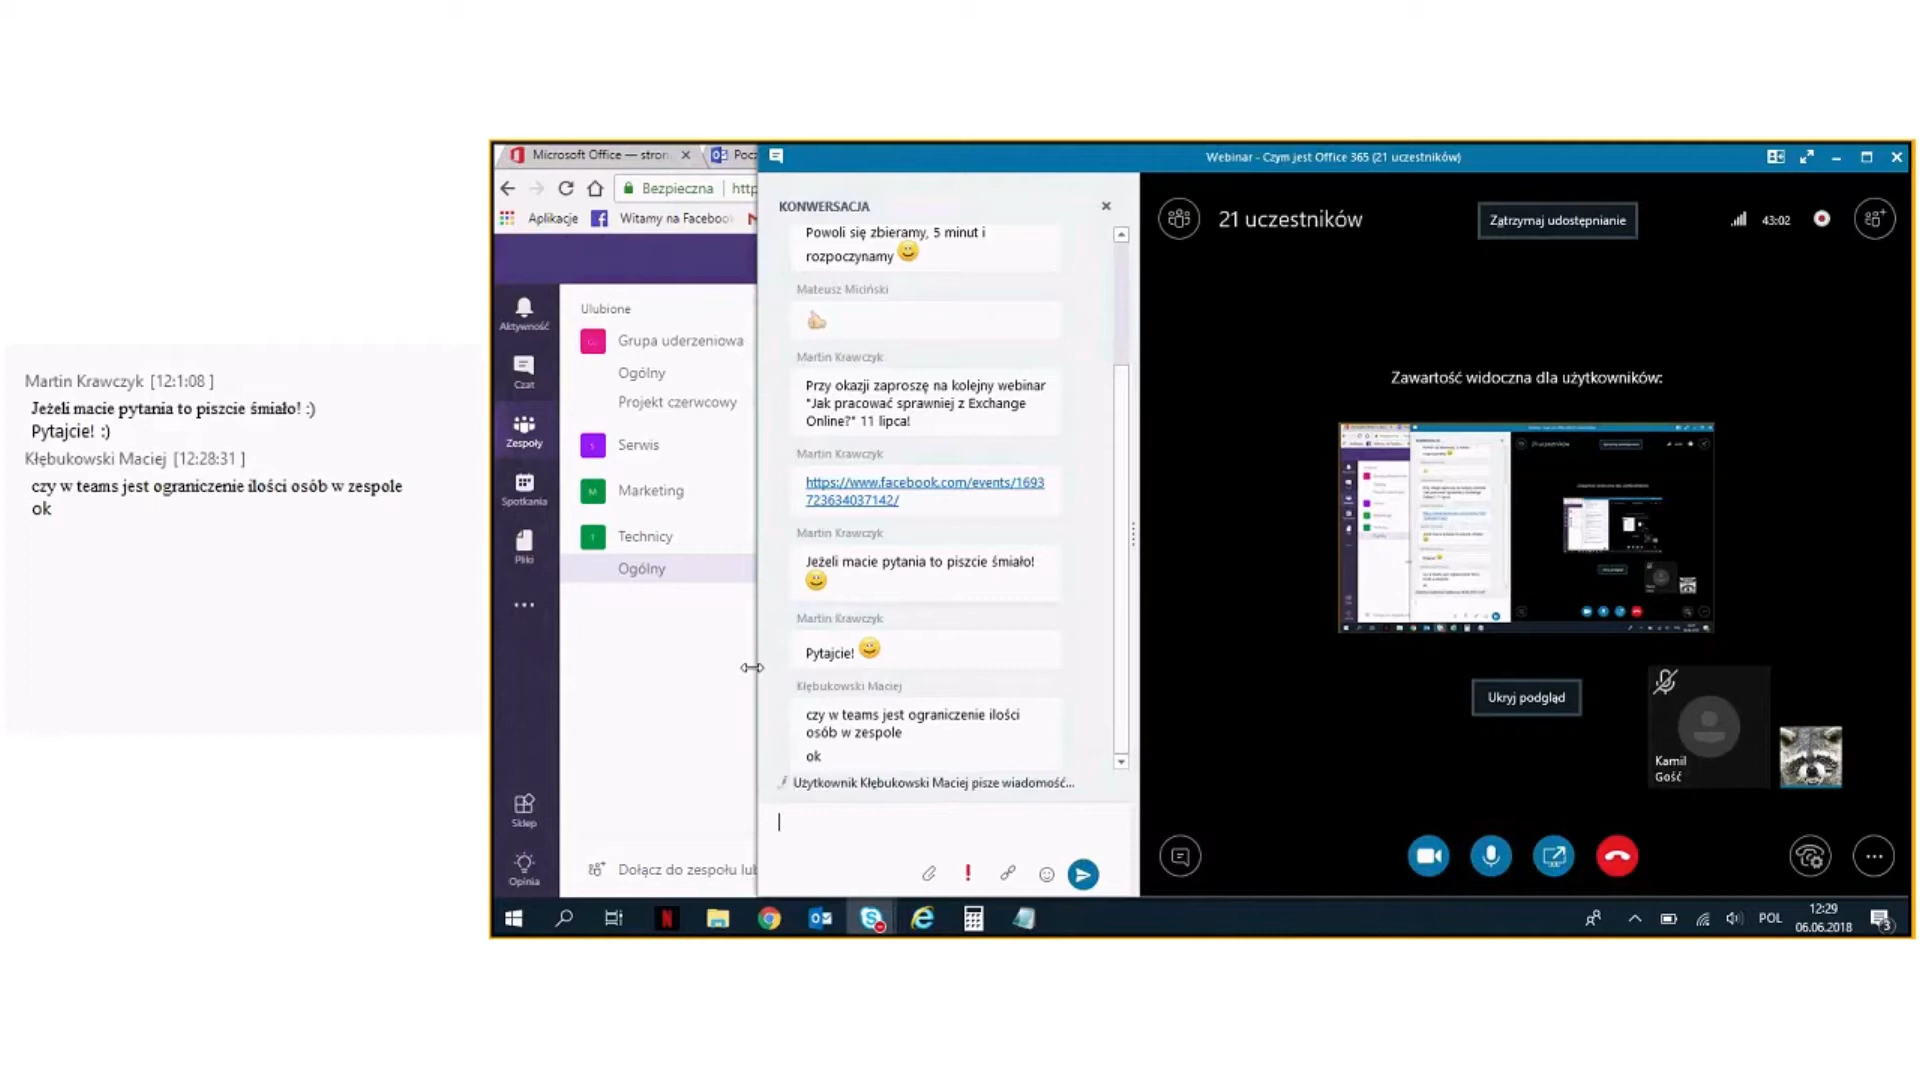 Martin Krawczyk [12:1:08 ]
Jeżeli macie pytania to piszcie śmiało! :)
Pytajcie! :)
Kłębukowski Maciej [12:28:31 ]
czy w teams jest ograniczenie ilości osób w zespole
ok
Microsoft Office — stron
Pocz
Bezpieczna
http
Aplikacje
Witamy na Faceboo
Aktywność
Czat
Zespoły
Spotkania
Pliki
Sklep
Opinia
Ulubione
Grupa uderzeniowa
Ogólny
Projekt czerwcowy
Serwis
M
Marketing
T
Technicy
Ogólny
Dołącz do zespołu lub
Webinar - Czym jest Office 365 (21 uczestników)
KONWERSACJA
Powoli się zbieramy, 5 minut i
rozpoczynamy
Mateusz Miciński
Martin Krawczyk
Przy okazji zaproszę na kolejny webinar
"Jak pracować sprawniej z Exchange
Online?" 11 lipca!
Martin Krawczyk
https://www.facebook.com/events/1693
723634037142/
Martin Krawczyk
Jeżeli macie pytania to piszcie śmiało!
Martin Krawczyk
Pytajcie!
Kłębukowski Maciej
czy w teams jest ograniczenie ilości
osób w zespole
ok
Użytkownik Kłębukowski Maciej pisze wiadomość...
21 uczestników
Zatrzymaj udostępnianie
43:02
Zawartość widoczna dla użytkowników:
Ukryj podgląd
Kamil
Gość
POL
12:29
06.06.2018
3